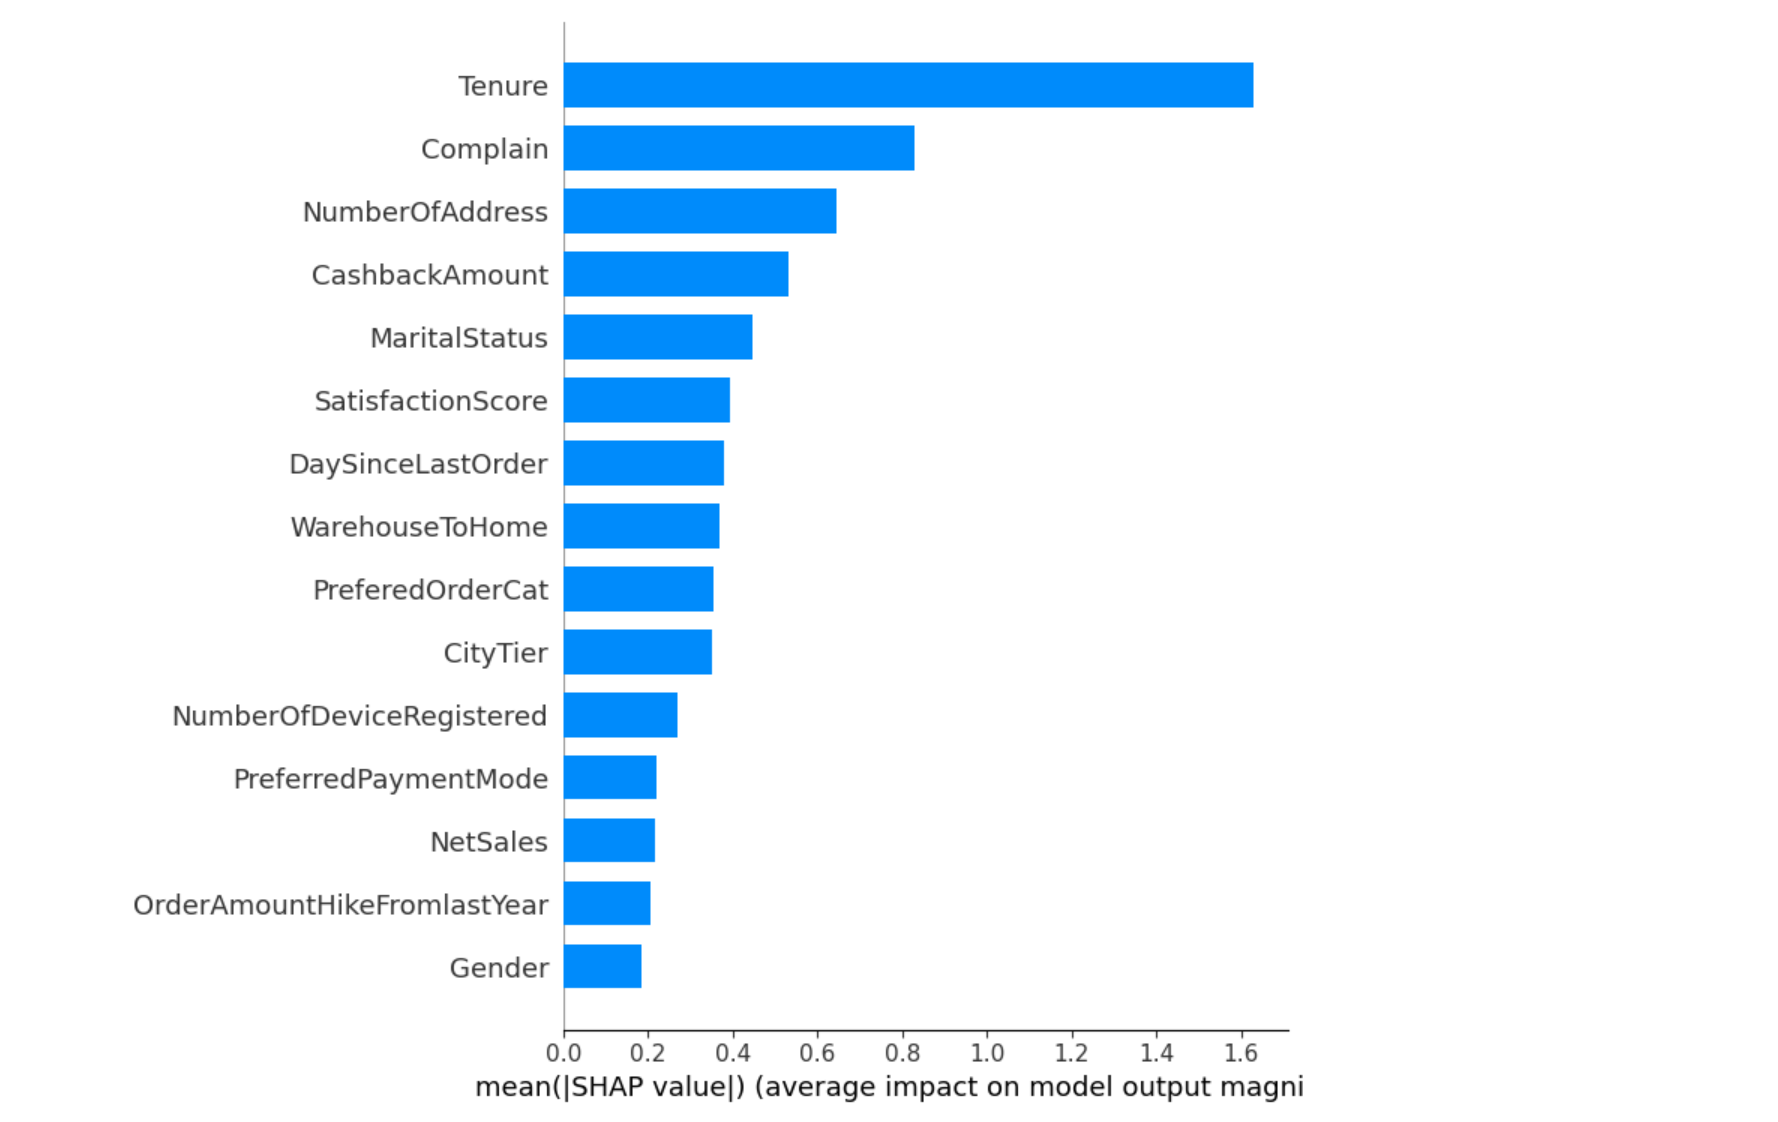 Tenure
Complain
NumberOfAddress
CashbackAmount
MaritalStatus
SatisfactionScore
DaySinceLastOrder
WarehouseToHome
PreferedOrderCat
CityTier
NumberOfDeviceRegistered
PreferredPaymentMode
NetSales
OrderAmountHikeFromlastYear
Gender
0.0 0.2 0.4 0.6 0.8 1.0 1.2 1.4 1.6
mean(|SHAP value|) (average impact on model output magni